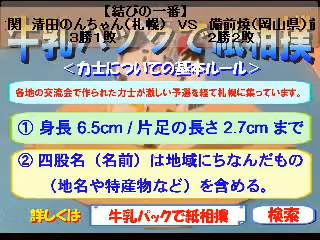 【結びの一番】
関 清田のんちゃん(札幌) VS 備前焼(岡山県)前
3勝1敗 2勝2敗
牛乳パックで紙相撲
＜力士についての基本ルール＞
各地の交流会で作られた力士が激しい予選を経て札幌に集っています。
① 身長 6.5cm / 片足の長さ 2.7cm まで
② 四股名（名前）は地域にちなんだもの
（地名や特産物など）を含める。
詳しくは 牛乳パックで紙相撲 検索